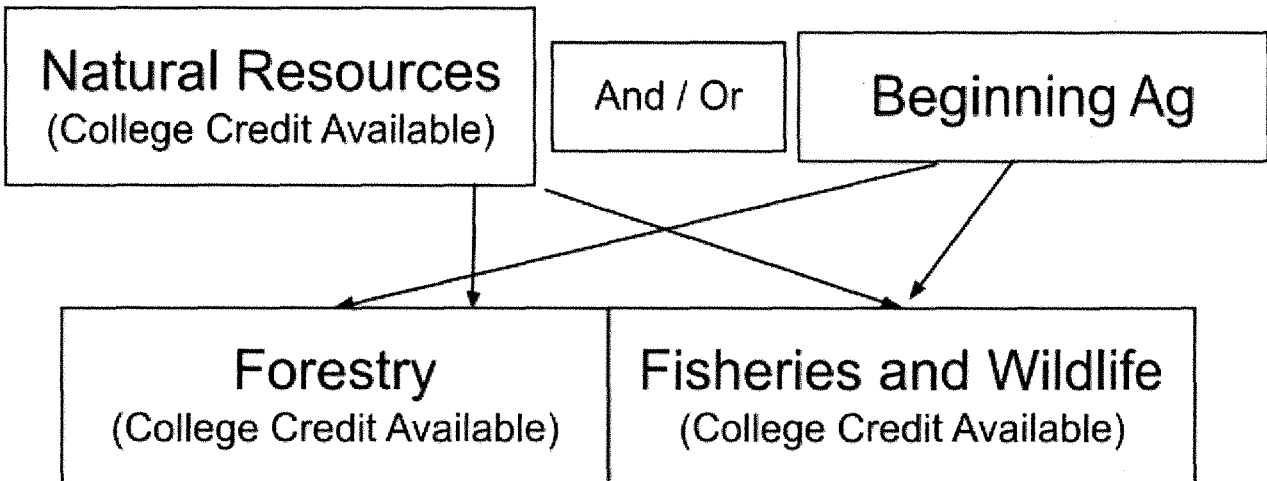 Natural Resources
(College Credit Available)
And / Or
Beginning Ag
Forestry
(College Credit Available)
Fisheries and Wildlife
(College Credit Available)